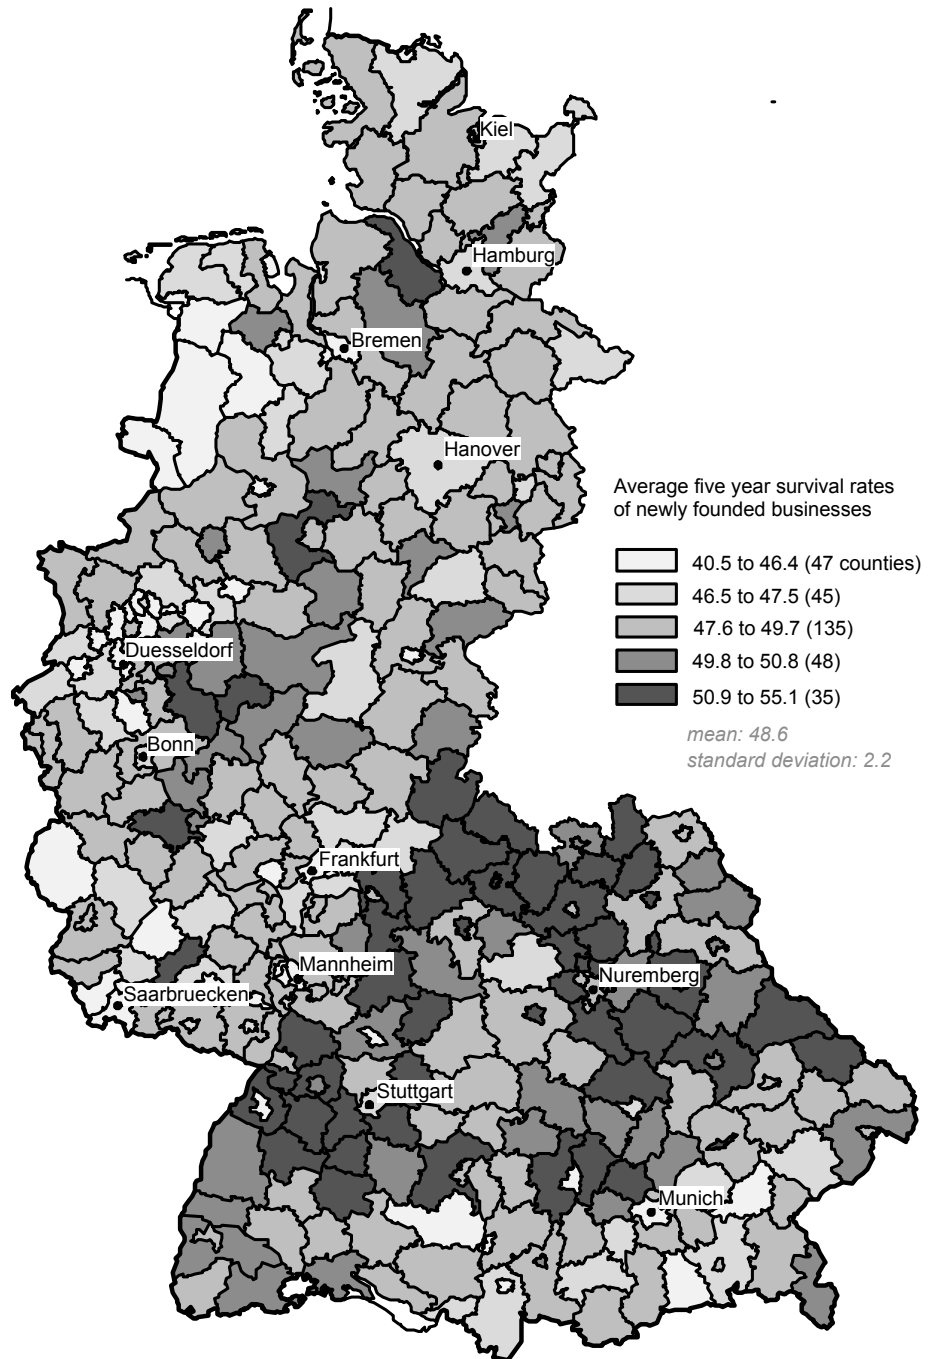 Kiel
Hamburg
Bremen
Hanover
Average five year survival rates
of newly founded businesses
40.5 to 46.4 (47 counties)
46.5 to 47.5 (45)
47.6 to 49.7 (135)
49.8 to 50.8 (48)
50.9 to 55.1 (35)
mean: 48.6
standard deviation: 2.2
Duesseldorf
Bonn
Frankfurt
Mannheim
Nuremberg
Saarbruecken
Stuttgart
Munich